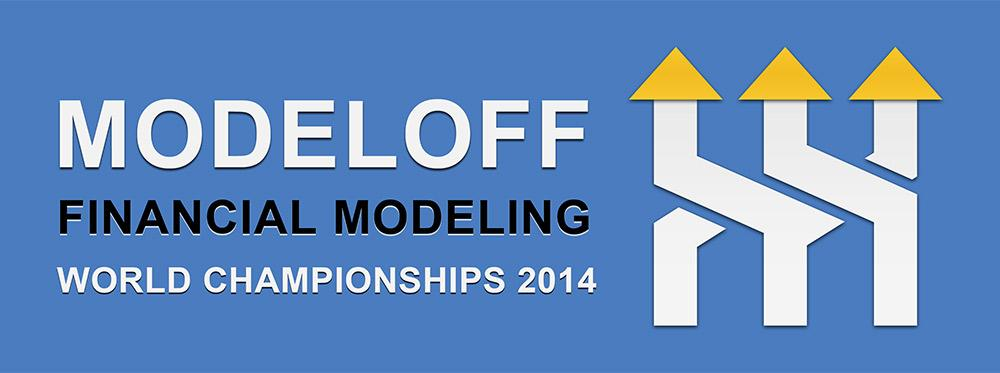 MODELOFF
FINANCIAL MODELING
WORLD CHAMPIONSHIPS 2014